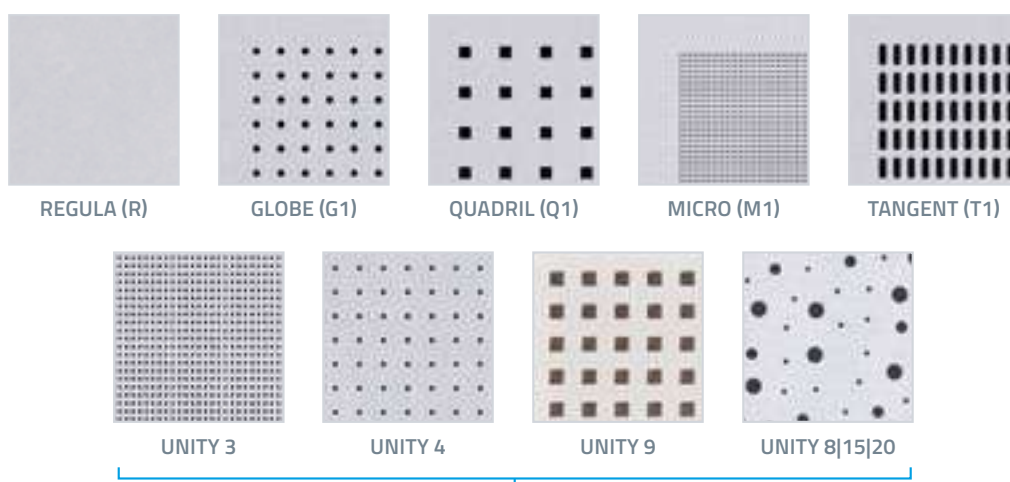 REGULA (R)
GLOBE (G1)
QUADRIL (Q1)
MICRO (M1)
TANGENT (T1)
UNITY 3
UNITY 4
UNITY 9
UNITY 8|15|20